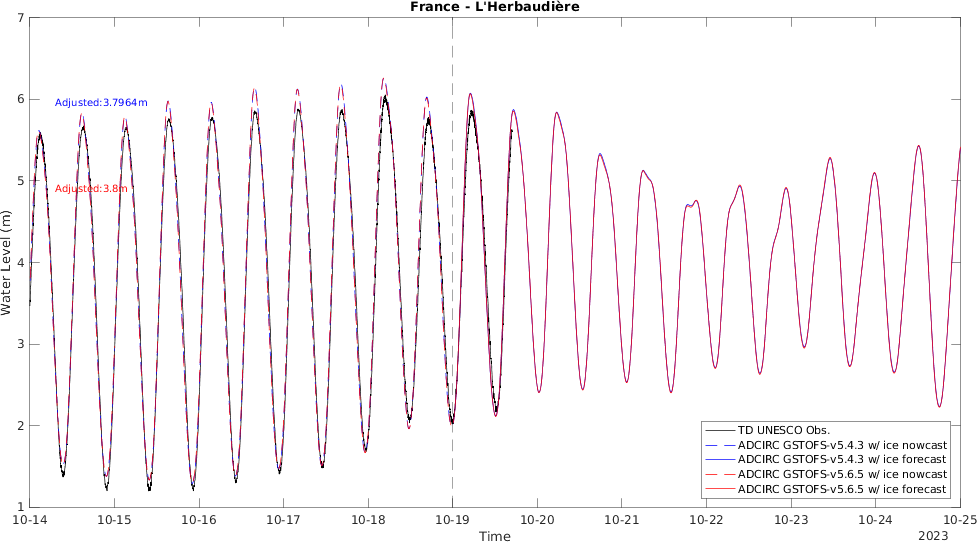 France - L'Herbaudière
7
6
5
4
3
2
1
Water Level (m)
Adjusted:3.7964m
Adjusted:3.8m
TD UNESCO Obs.
ADCIRC GSTOFS-v5.4.3 w/ ice nowcast
ADCIRC GSTOFS-v5.4.3 w/ ice forecast
ADCIRC GSTOFS-v5.6.5 w/ ice nowcast
ADCIRC GSTOFS-v5.6.5 w/ ice forecast
10-14 10-15 10-16 10-17 10-18 10-19 10-20 10-21 10-22 10-23 10-24 10-25
Time
2023